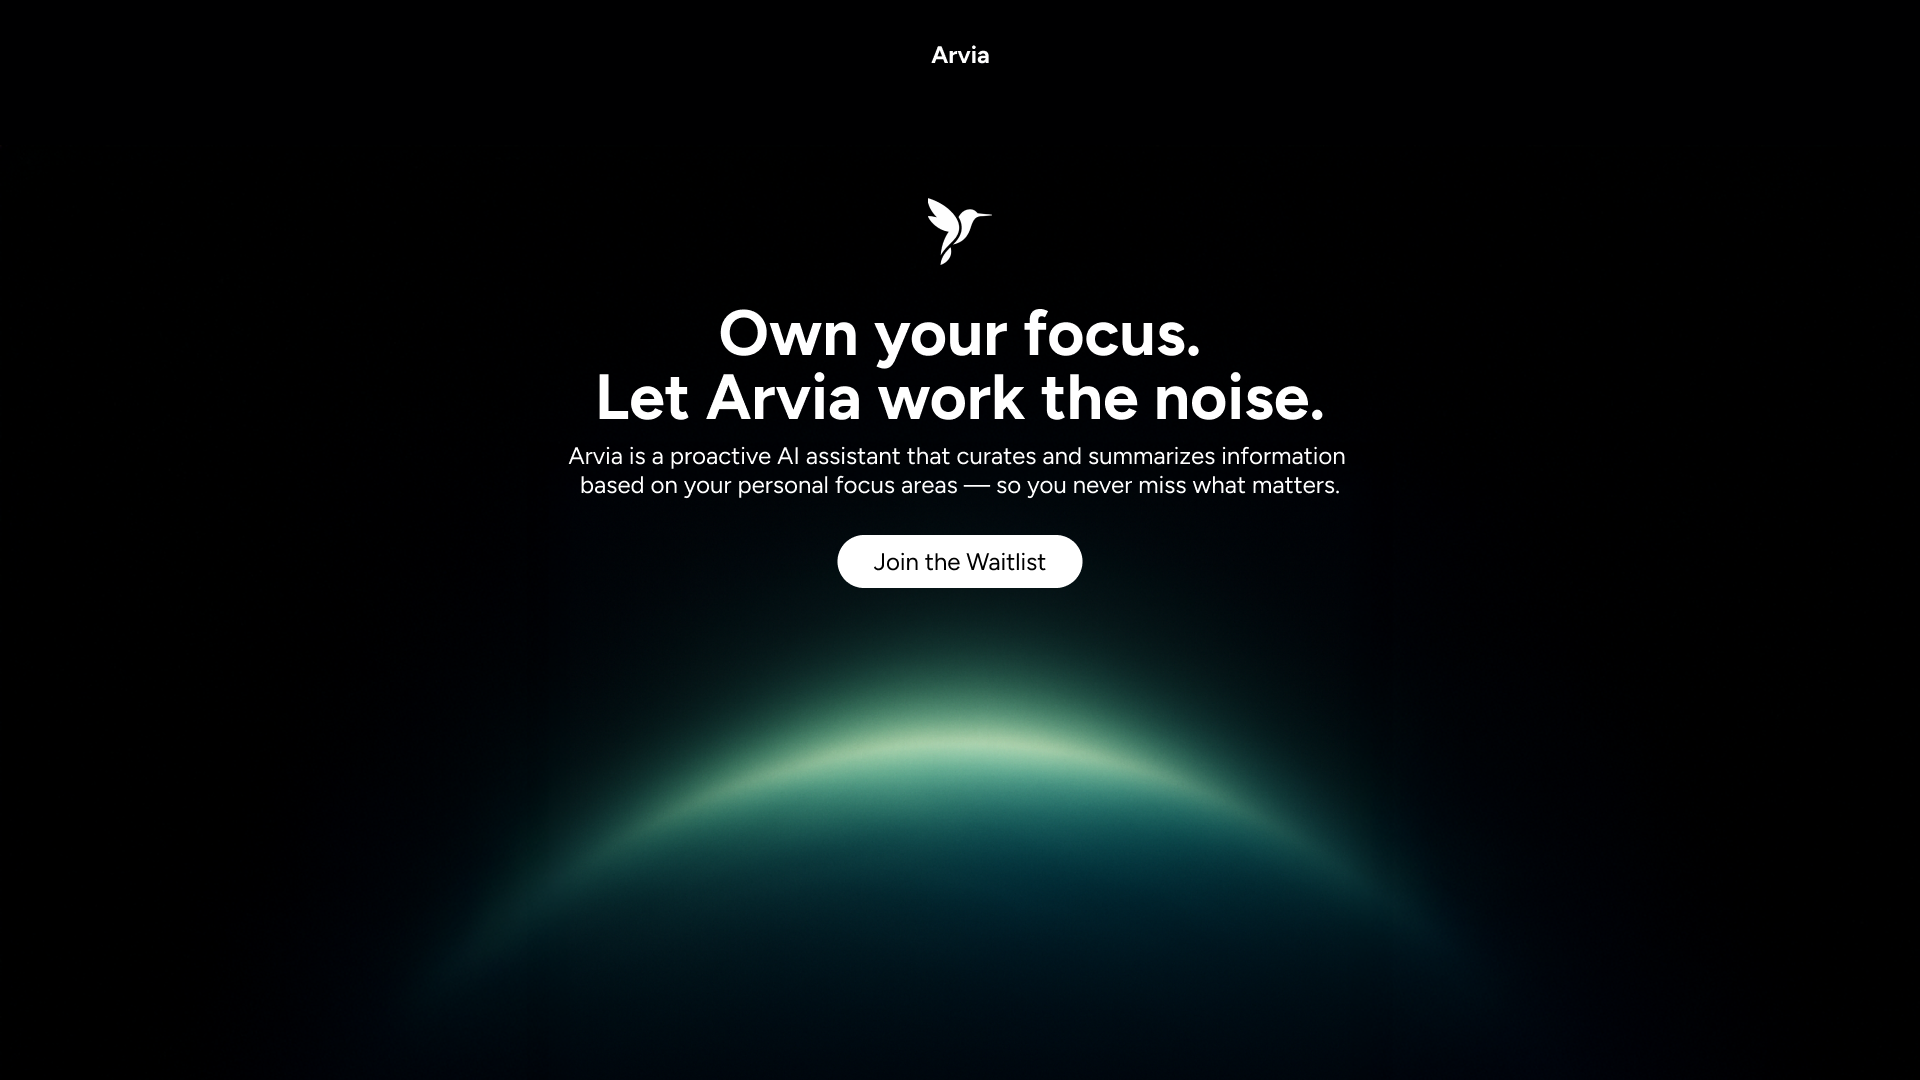 Arvia
Own your focus.
Let Arvia work the noise.
Arvia is a proactive AI assistant that curates and summarizes information
based on your personal focus areas — so you never miss what matters.
Join the Waitlist